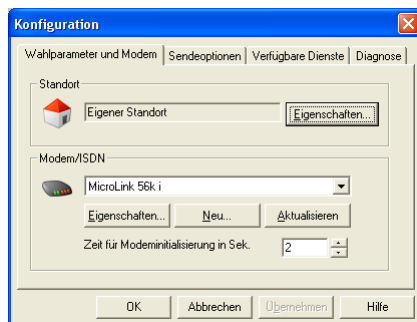 Konfiguration
Wahlparameter und Modem Sendeoptionen Verfügbare Dienste Diagnose
Standort
Eigener Standort Eigenschaften...
Modem/ISDN
MicroLink 56k i
Eigenschaften... Neu... Aktualisieren
Zeit für Modeminitialisierung in Sek. 2
OK Abbrechen Übernehmen Hilfe